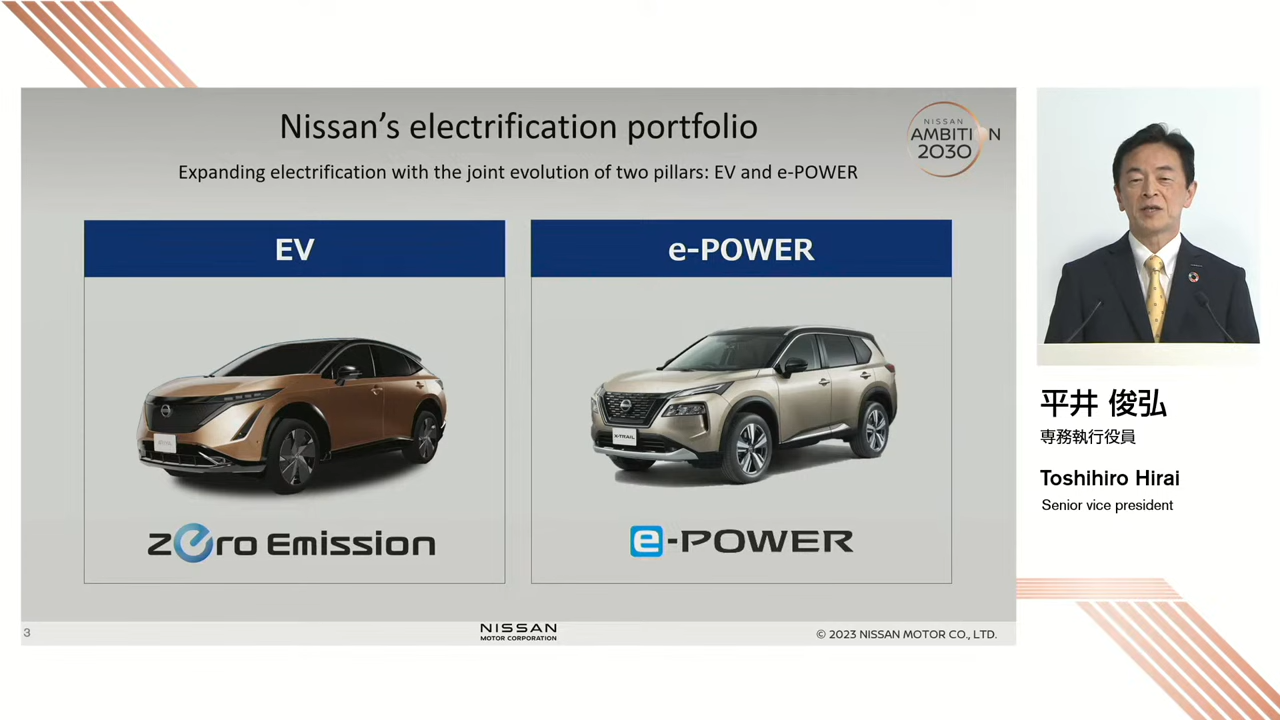 Nissan's electrification portfolio
NISSAN
AMBITION
2030
Expanding electrification with the joint evolution of two pillars: EV and e-POWER
EV
e-POWER
X-TRAIL
zero Emission
e-POWER
3
NISSAN
MOTOR CORPORATION
© 2023 NISSAN MOTOR CO., LTD.
平井 俊弘
専務執行役員
Toshihiro Hirai
Senior vice president